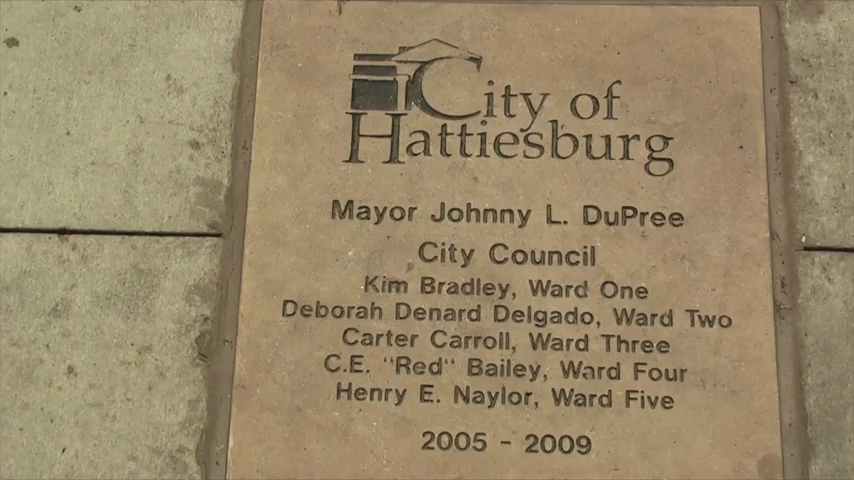 City of
Hattiesburg
Mayor Johnny L. DuPree
City Council
Kim Bradley, Ward One
Deborah Denard Delgado, Ward Two
Carter Carroll, Ward Three
C.E. "Red" Bailey, Ward Four
Henry E. Naylor, Ward Five
2005 - 2009